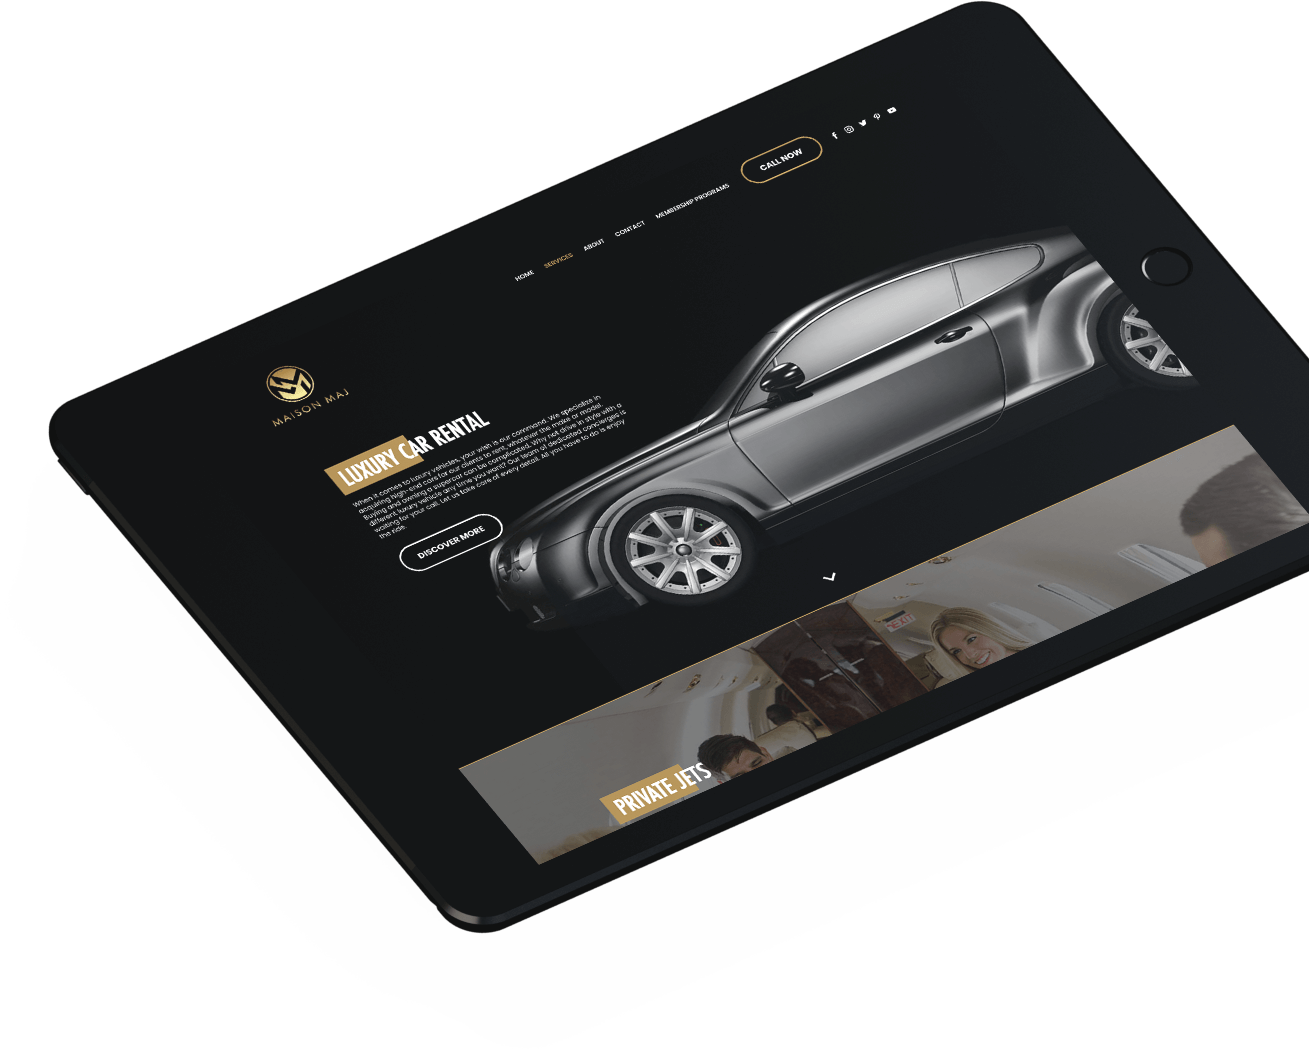 HOME SERVICES ABOUT CONTACT MEMBERSHIP PROGRAMS CALL NOW
MAISON MAJ
LUXURY CAR RENTAL
When it comes to luxury vehicles, your wish is our command. We specialize in
acquiring high-end cars for our clients to rent, whatever the make or model.
Buying and owning a supercar can be complicated. Why not drive in style with a
different luxury vehicle any time you want? Our team of dedicated concierges is
waiting for your call. Let us take care of every detail. All you have to do is enjoy
the ride.
DISCOVER MORE
EXIT
PRIVATE JETS